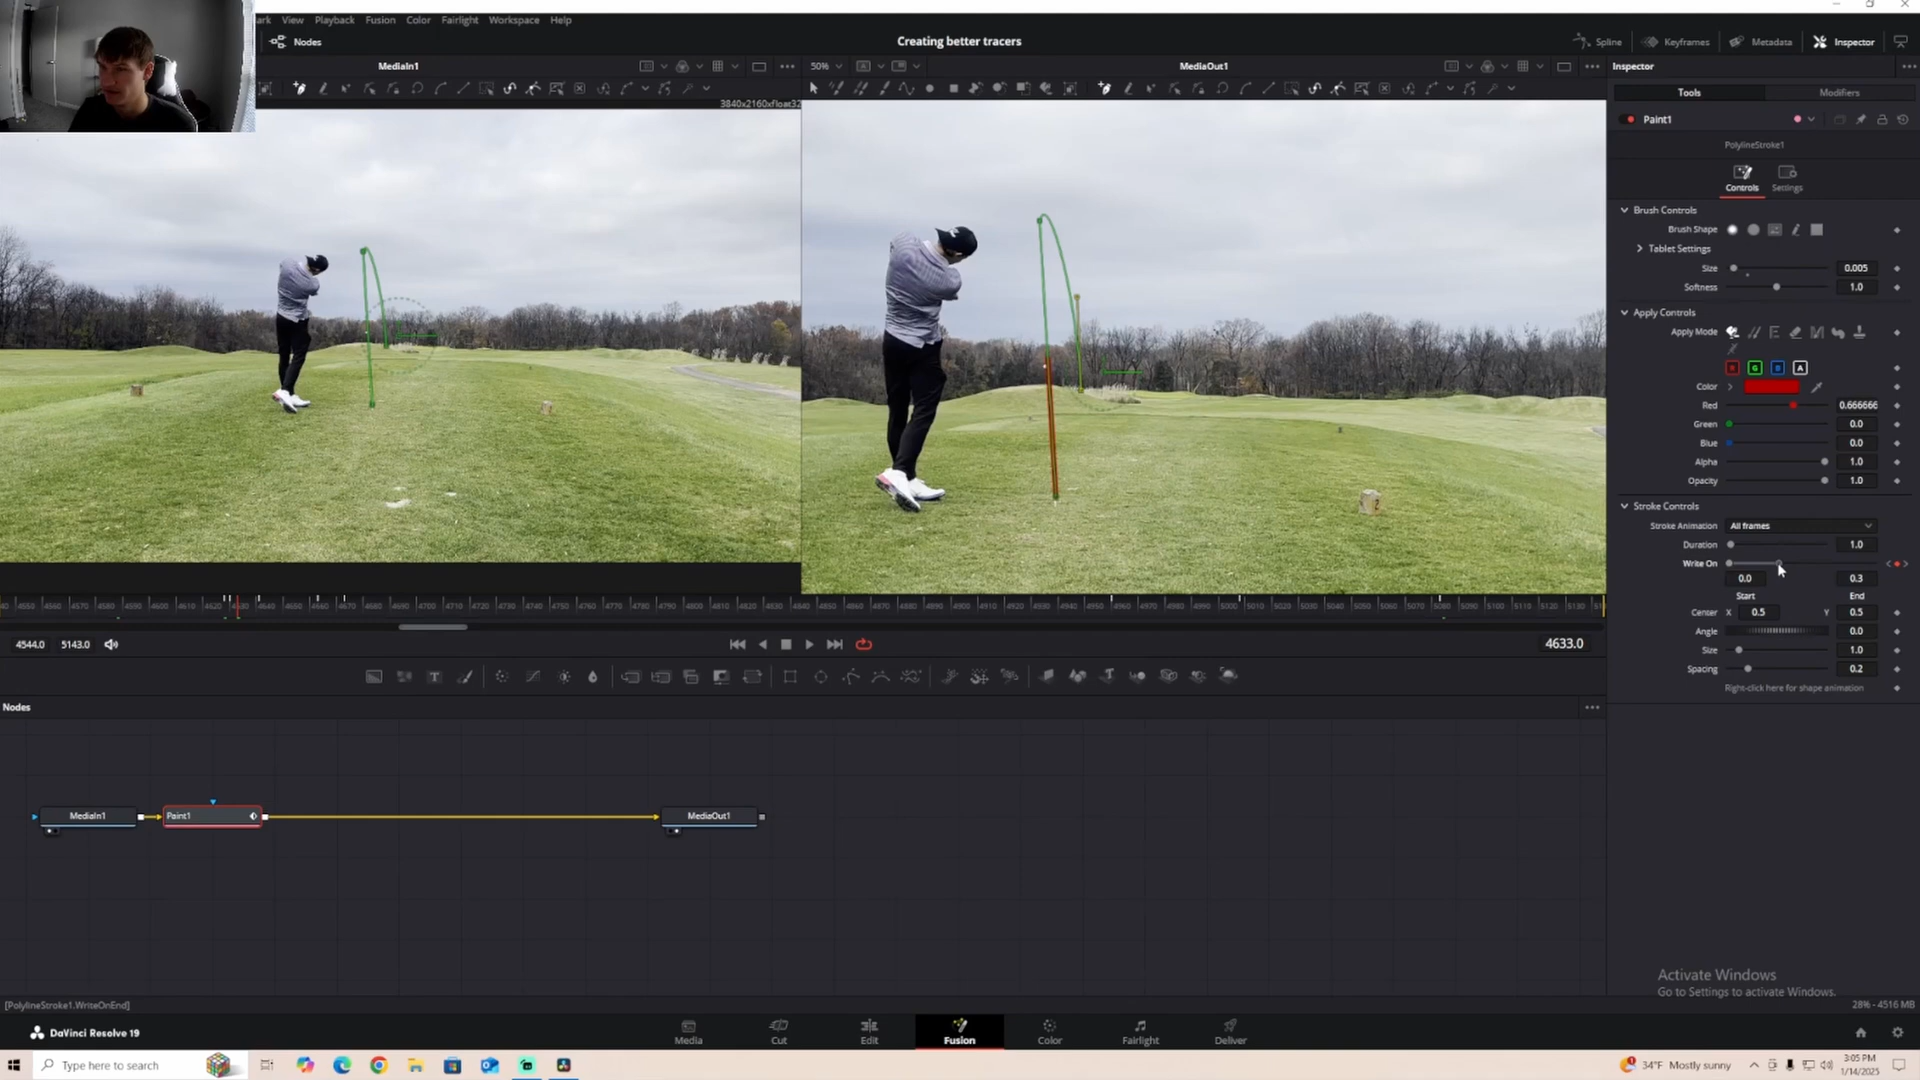 ark View Playback Fusion Color Fairlight Workspace Help
Nodes
Creating better tracers
Spline Keyframes Metadata Inspector
MediaIn1
50%
MediaOut1
Inspector
3840x2160xfloat32
Tools Modifiers
Paint1
PolylineStroke1
Controls Settings
Brush Controls
Brush Shape
Tablet Settings
Size 0.005
Softness 1.0
Apply Controls
Apply Mode
R G B A
Color
Red 0.666666
Green 0.0
Blue 0.0
Alpha 1.0
Opacity 1.0
Stroke Controls
Stroke Animation All frames
Duration 1.0
Write On
0.0 0.3
Start End
Center X 0.5 Y 0.5
Angle 0.0
Size 1.0
Spacing 0.2
Right-click here for shape animation
4544.0 5143.0
4633.0
T
Nodes
MediaIn1 Paint1 MediaOut1
Activate Windows
Go to Settings to activate Windows.
[PolylineStroke1.WriteOnEnd]
28% - 4516 MB
DaVinci Resolve 19
Media Cut Edit Fusion Color Fairlight Deliver
Type here to search
34°F Mostly sunny
3:05 PM
1/14/2025